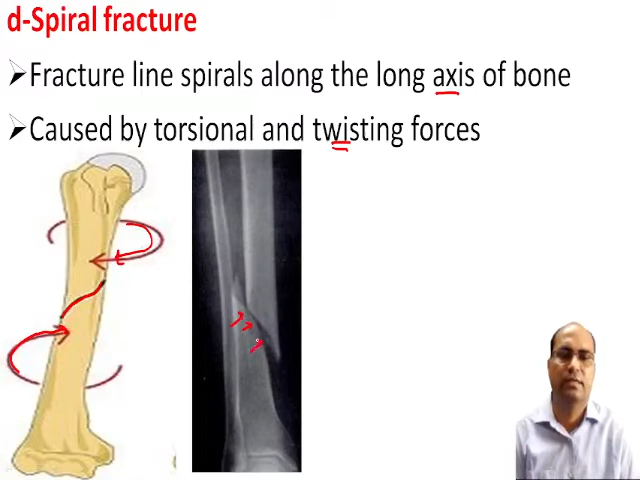 d-Spiral fracture
➢Fracture line spirals along the long axis of bone
➢Caused by torsional and twisting forces